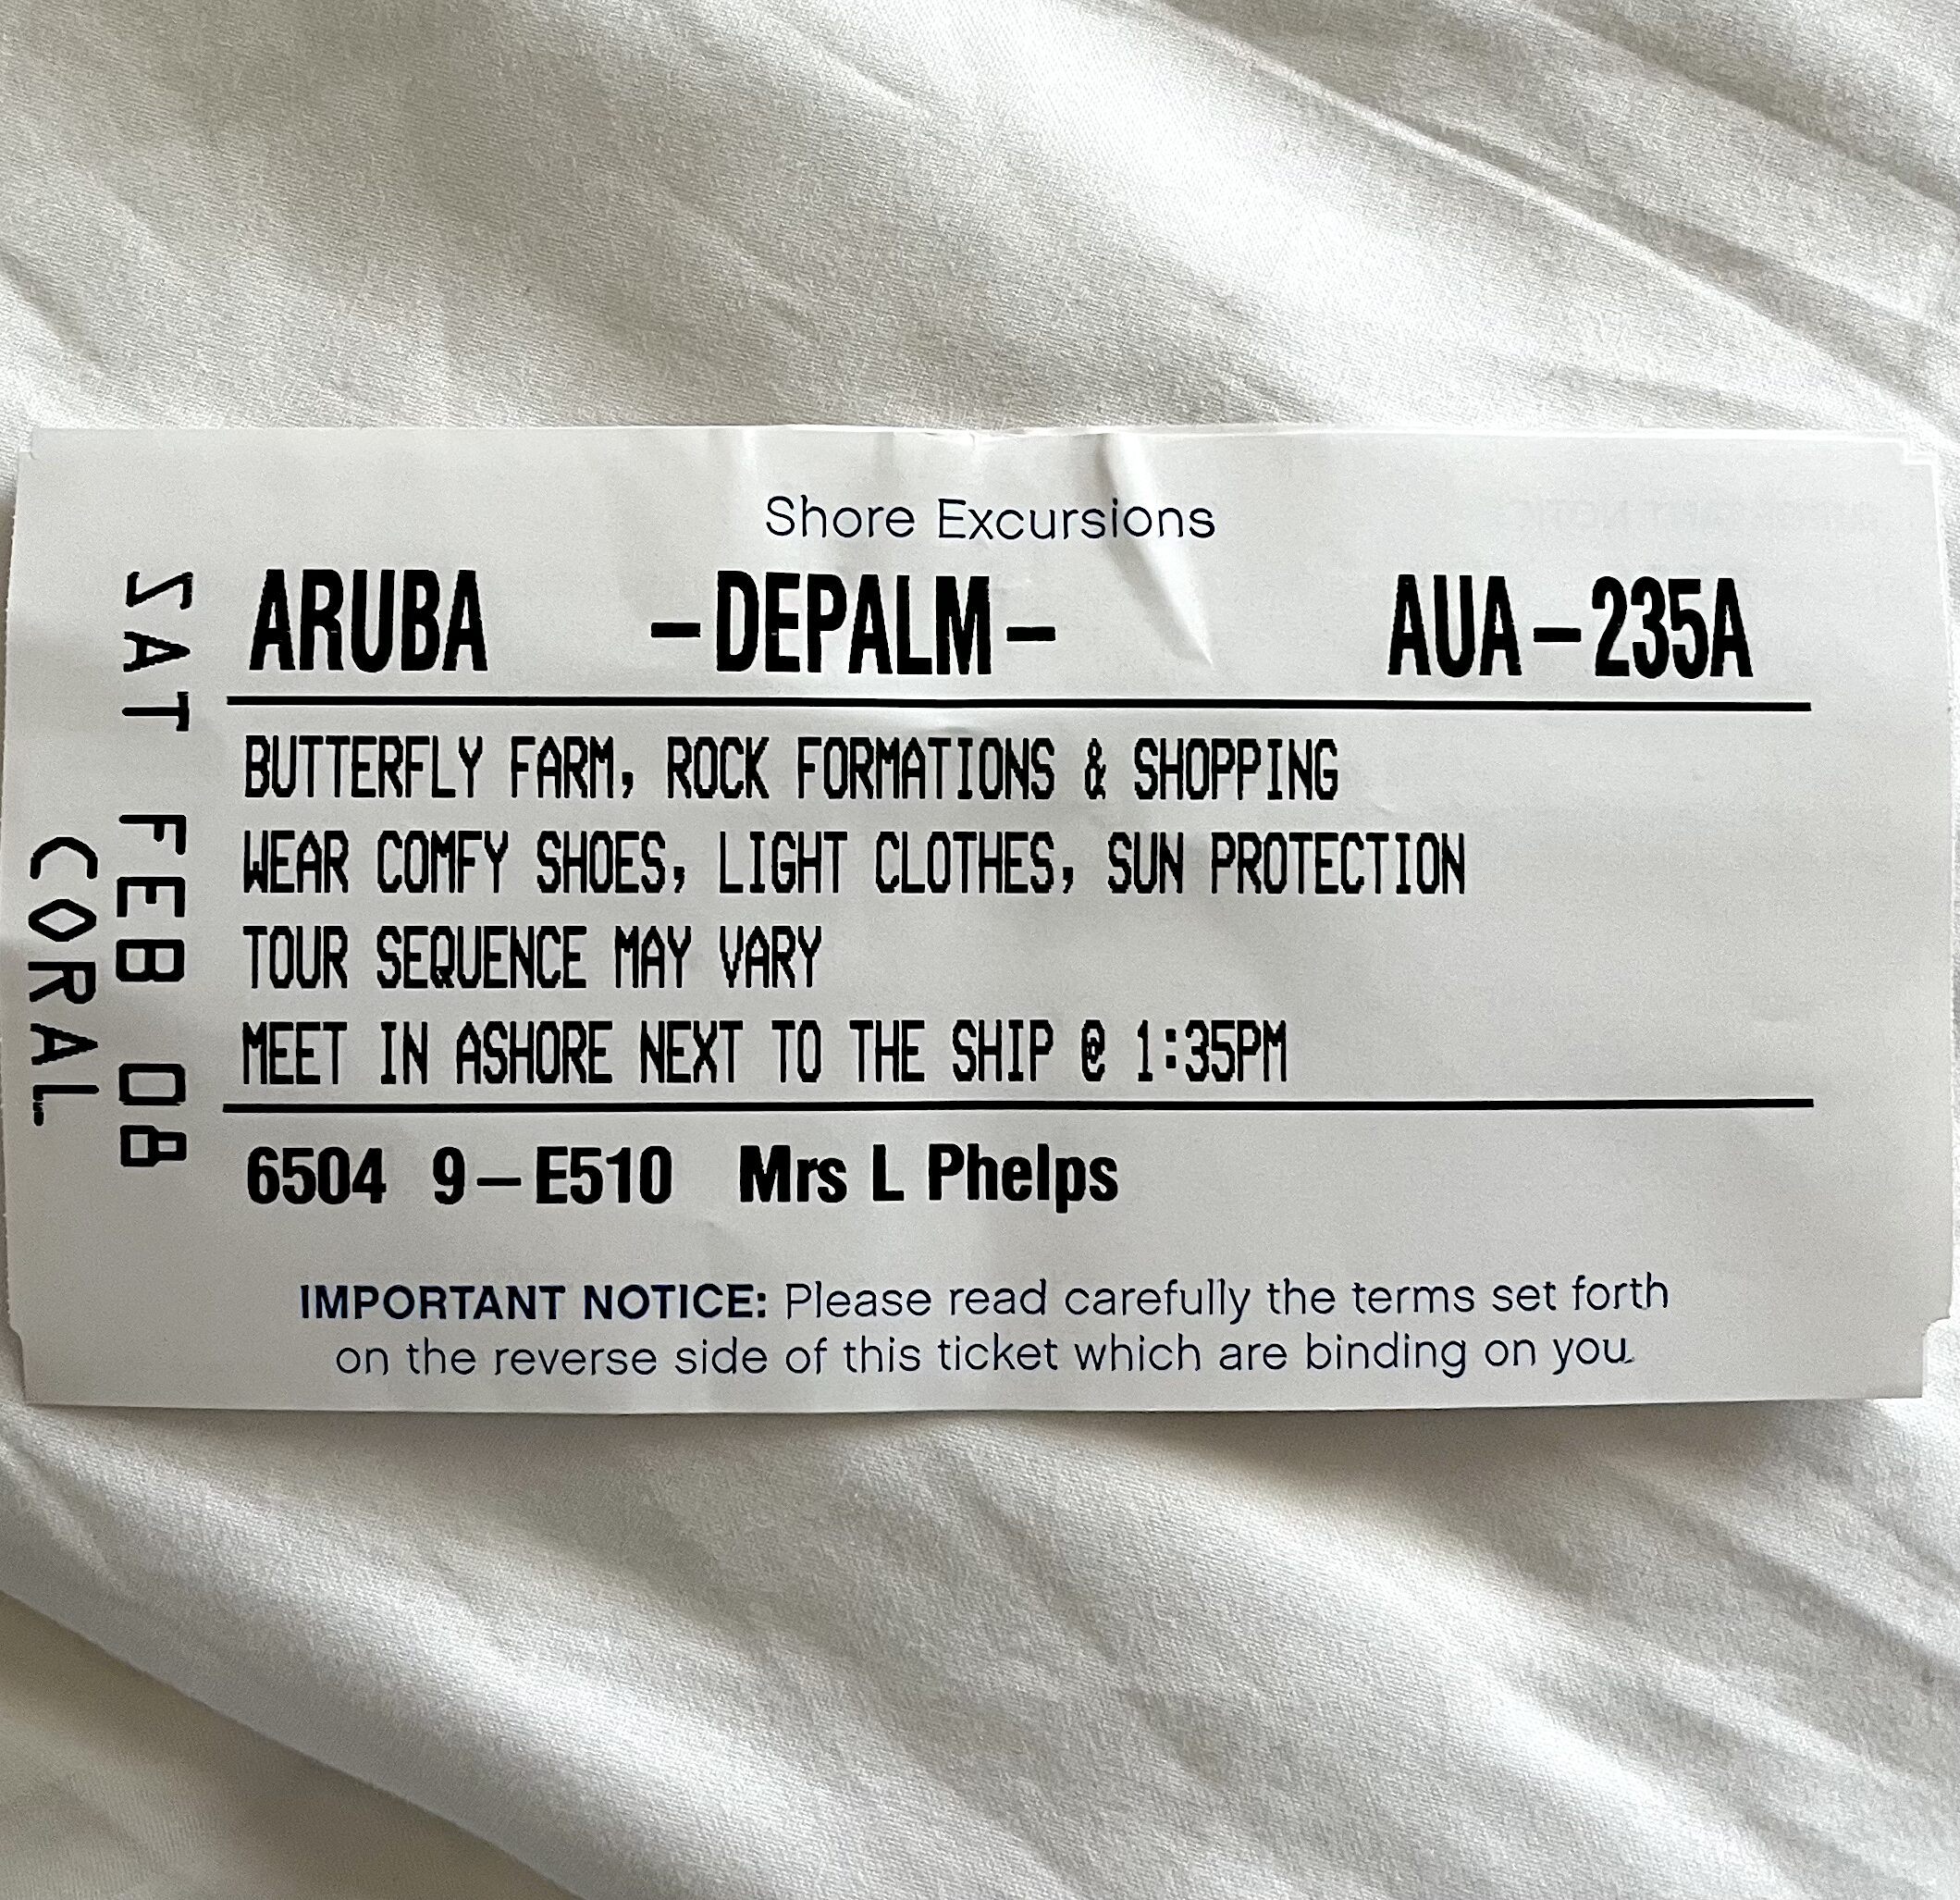 Shore Excursions
ARUBA -DEPALM- AUA-235A
BUTTERFLY FARM, ROCK FORMATIONS & SHOPPING
WEAR COMFY SHOES, LIGHT CLOTHES, SUN PROTECTION
TOUR SEQUENCE MAY VARY
MEET IN ASHORE NEXT TO THE SHIP @ 1:35PM
6504 9-E510 Mrs L Phelps
IMPORTANT NOTICE: Please read carefully the terms set forth
on the reverse side of this ticket which are binding on you.
SAT FEB 08
CORAL